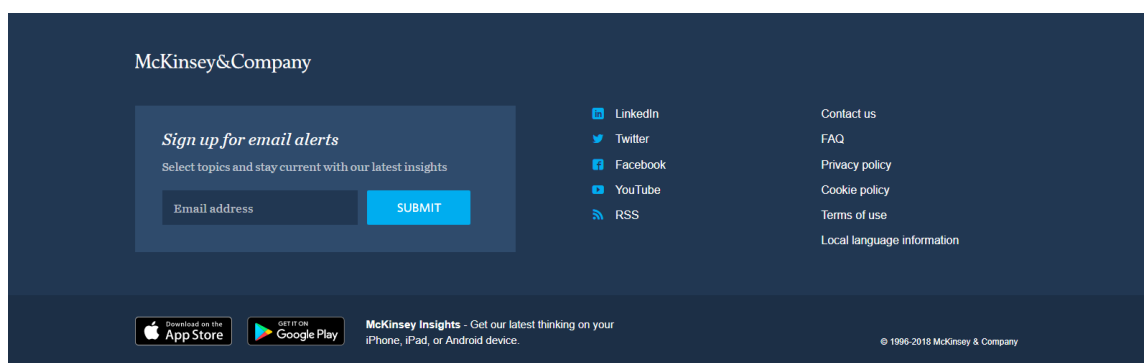 McKinsey&Company
Sign up for email alerts
Select topics and stay current with our latest insights
Email address
SUBMIT
LinkedIn
Twitter
Facebook
YouTube
RSS
Contact us
FAQ
Privacy policy
Cookie policy
Terms of use
Local language information
Download on the
App Store
GET IT ON
Google Play
McKinsey Insights - Get our latest thinking on your
iPhone, iPad, or Android device.
© 1996-2018 McKinsey & Company